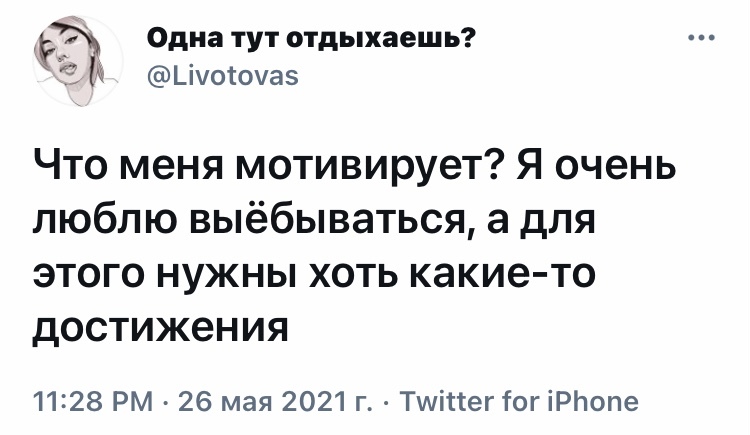 Одна тут отдыхаешь?
@Livotovas
Что меня мотивирует? Я очень
люблю выёбываться, а для
этого нужны хоть какие-то
достижения
11:28 PM · 26 мая 2021 г. · Twitter for iPhone